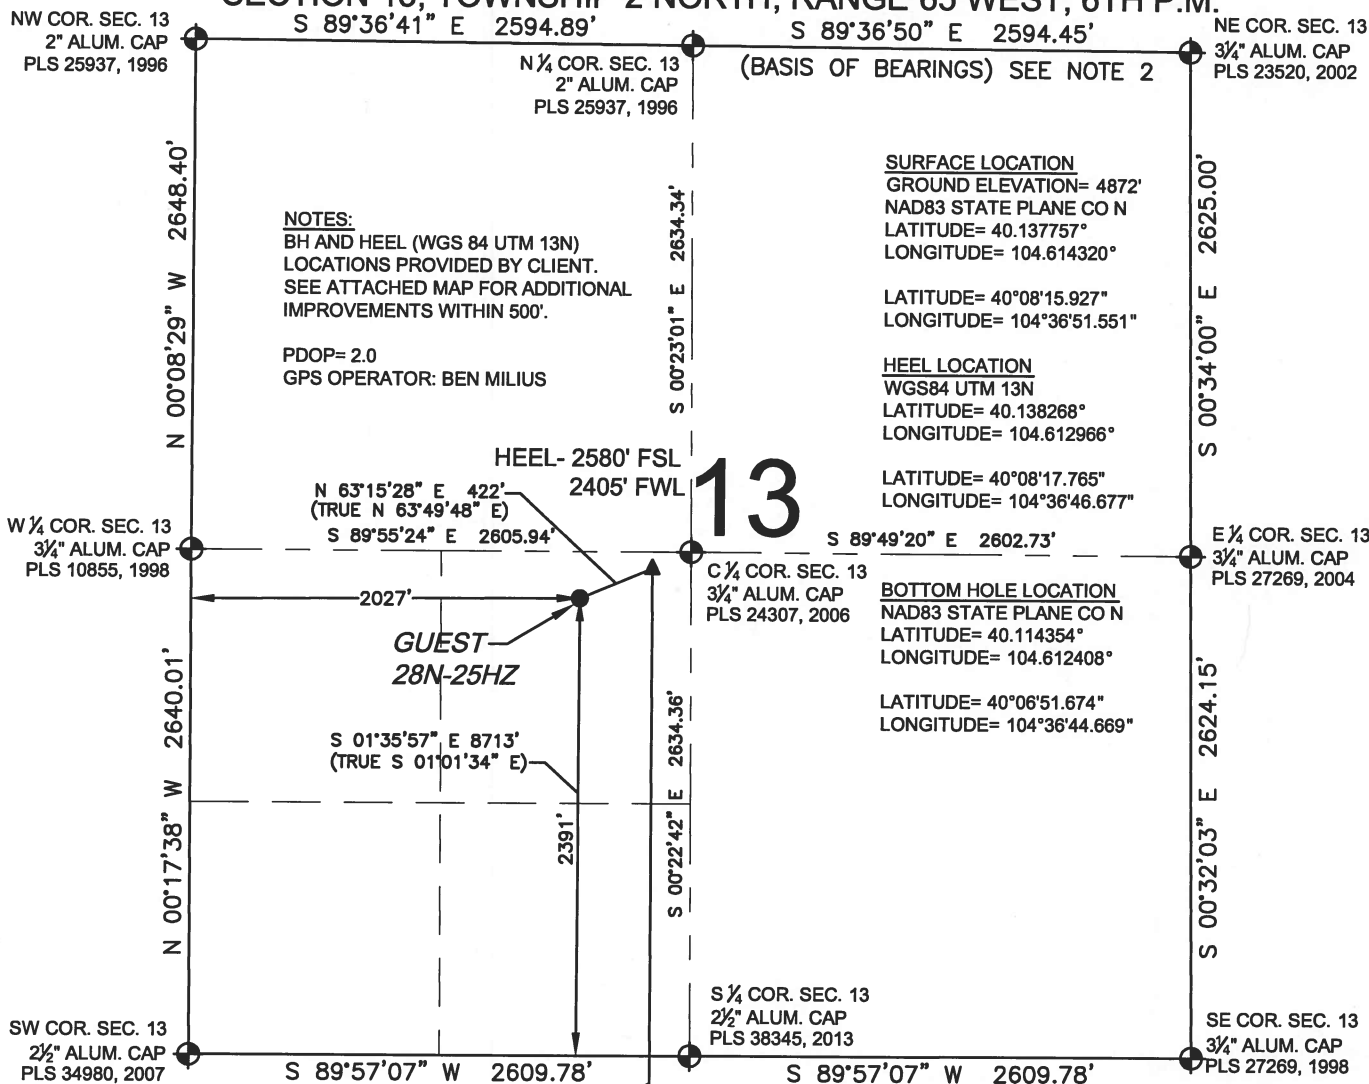 SECTION 13, TOWNSHIP 2 NORTH, RANGE 65 WEST, 6TH P.M.
NW COR. SEC. 13
2" ALUM. CAP
PLS 25937, 1996
S 89°36'41" E 2594.89'
N ¼ COR. SEC. 13
2" ALUM. CAP
PLS 25937, 1996
S 89°36'50" E 2594.45'
(BASIS OF BEARINGS) SEE NOTE 2
NE COR. SEC. 13
3¼" ALUM. CAP
PLS 23520, 2002
N 00°08'29" W 2648.40'
NOTES:
BH AND HEEL (WGS 84 UTM 13N)
LOCATIONS PROVIDED BY CLIENT.
SEE ATTACHED MAP FOR ADDITIONAL
IMPROVEMENTS WITHIN 500'.
PDOP= 2.0
GPS OPERATOR: BEN MILIUS
S 00°23'01" E 2634.34'
SURFACE LOCATION
GROUND ELEVATION= 4872'
NAD83 STATE PLANE CO N
LATITUDE= 40.137757°
LONGITUDE= 104.614320°
LATITUDE= 40°08'15.927"
LONGITUDE= 104°36'51.551"
HEEL LOCATION
WGS84 UTM 13N
LATITUDE= 40.138268°
LONGITUDE= 104.612966°
LATITUDE= 40°08'17.765"
LONGITUDE= 104°36'46.677"
S 00°34'00" E 2625.00'
HEEL- 2580' FSL
2405' FWL
13
N 63°15'28" E 422'
(TRUE N 63°49'48" E)
S 89°55'24" E 2605.94'
W ¼ COR. SEC. 13
3¼" ALUM. CAP
PLS 10855, 1998
S 89°49'20" E 2602.73'
E ¼ COR. SEC. 13
3¼" ALUM. CAP
PLS 27269, 2004
C ¼ COR. SEC. 13
3¼" ALUM. CAP
PLS 24307, 2006
BOTTOM HOLE LOCATION
NAD83 STATE PLANE CO N
LATITUDE= 40.114354°
LONGITUDE= 104.612408°
LATITUDE= 40°06'51.674"
LONGITUDE= 104°36'44.669"
2027'
GUEST
28N-25HZ
S 01°35'57" E 8713'
(TRUE S 01°01'34" E)
2391'
N 00°17'38" W 2640.01'
S 00°22'42" E 2634.36'
S 00°32'03" E 2624.15'
SW COR. SEC. 13
2½" ALUM. CAP
PLS 34980, 2007
S 89°57'07" W 2609.78'
S ¼ COR. SEC. 13
2½" ALUM. CAP
PLS 38345, 2013
S 89°57'07" W 2609.78'
SE COR. SEC. 13
3¼" ALUM. CAP
PLS 27269, 1998